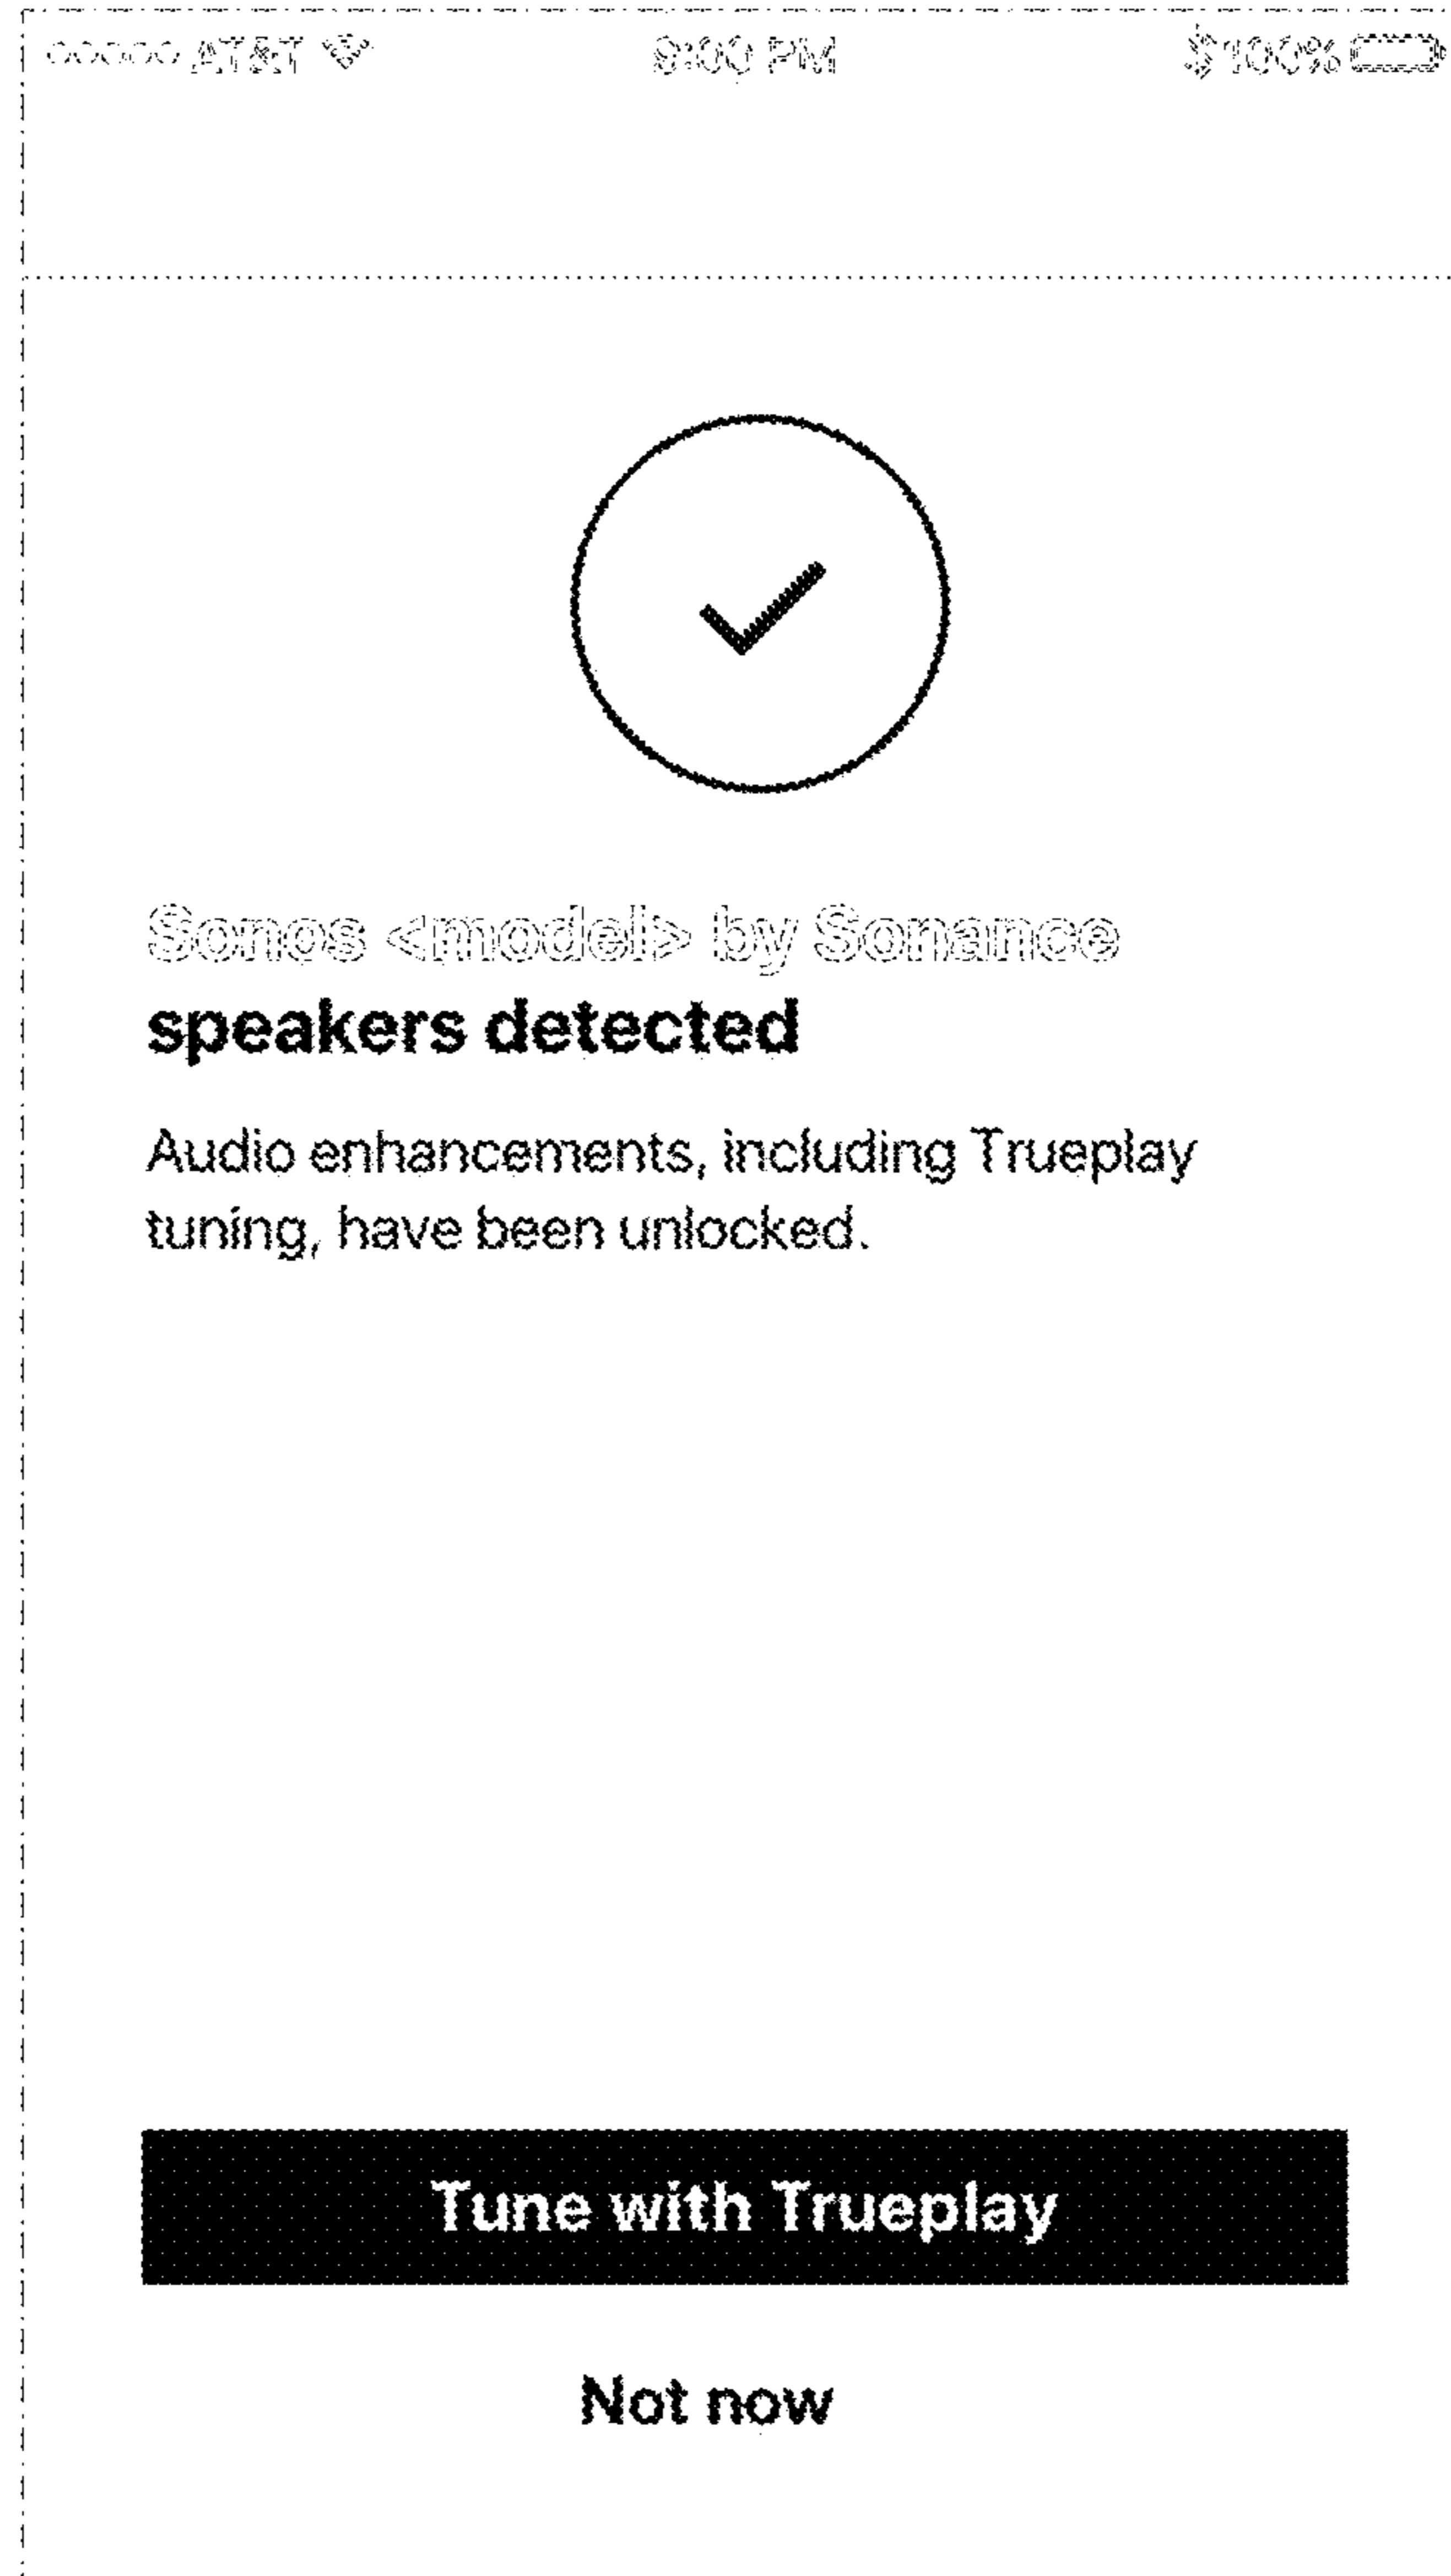 AT&T 9:00 PM 100%
Sonos <model> by Sonance
speakers detected
Audio enhancements, including Trueplay
tuning, have been unlocked.
Tune with Trueplay
Not now